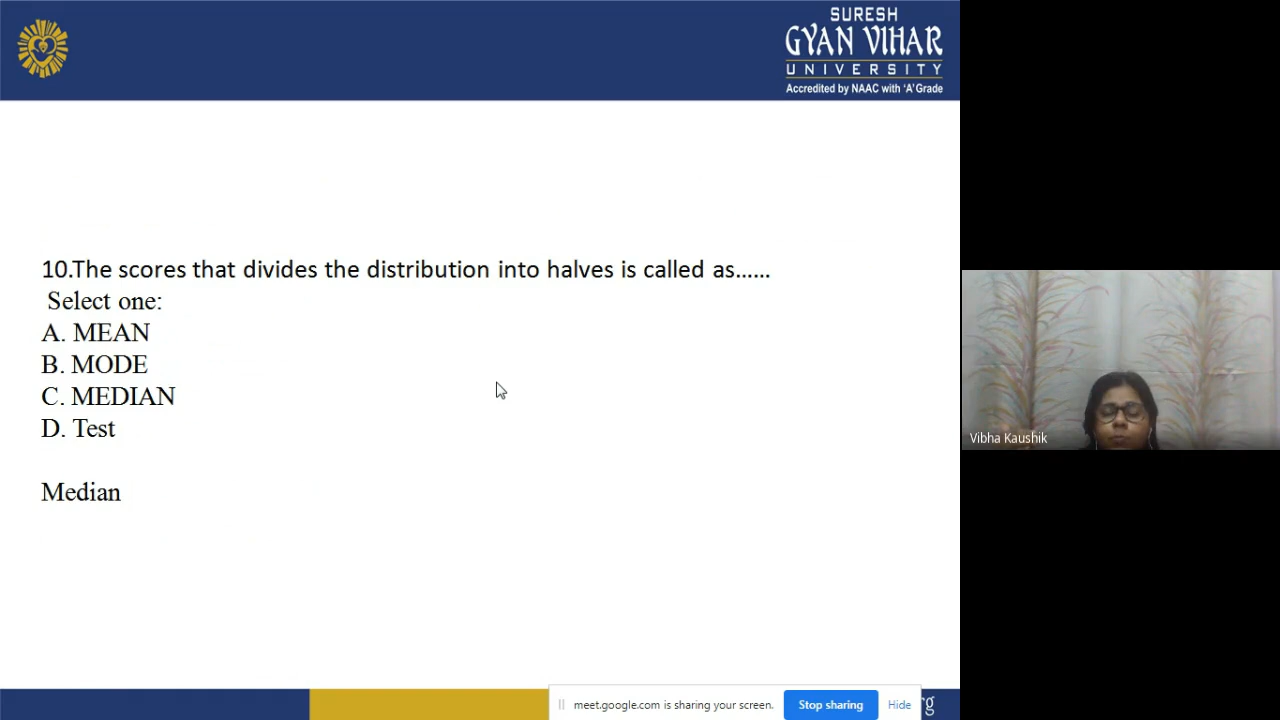 SURESH
GYAN VIHAR
UNIVERSITY
Accredited by NAAC with ‘A’ Grade
10.The scores that divides the distribution into halves is called as……
Select one:
A. MEAN
B. MODE
C. MEDIAN
D. Test
Median
Vibha Kaushik
meet.google.com is sharing your screen.
Stop sharing
Hide